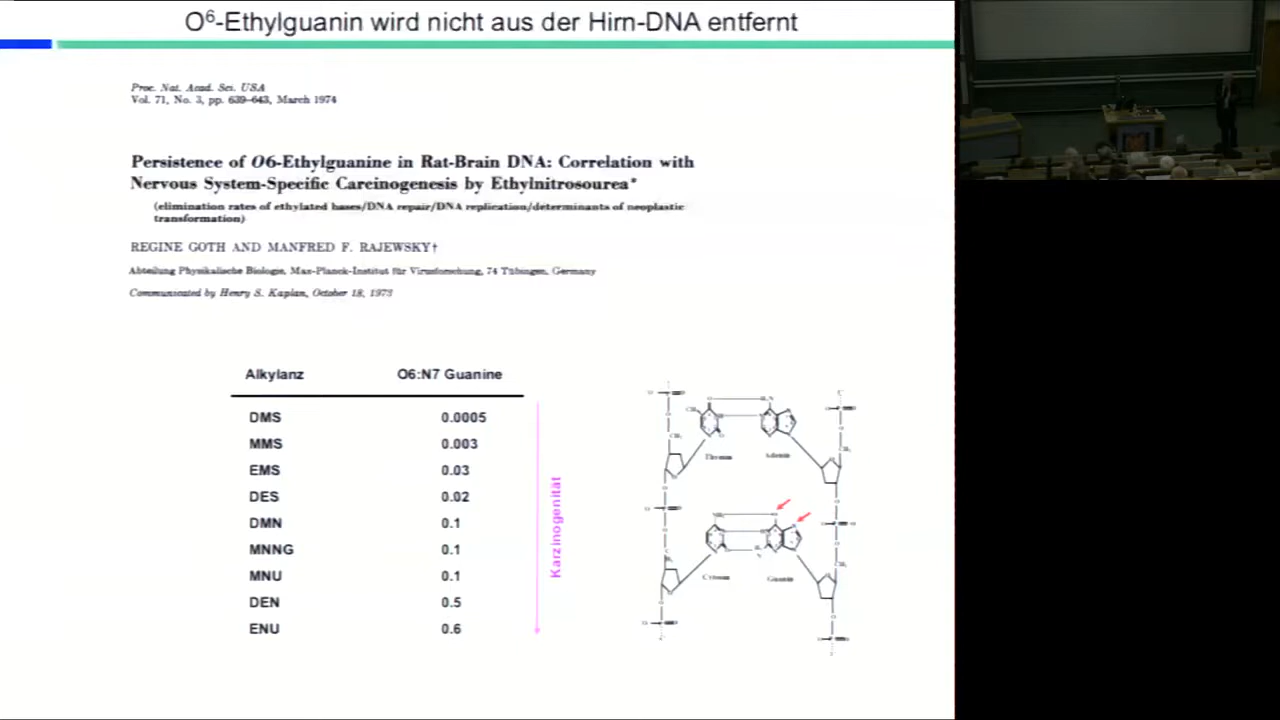 O⁶-Ethylguanin wird nicht aus der Hirn-DNA entfernt
Proc. Nat. Acad. Sci. USA
Vol. 71, No. 3, pp. 639–643, March 1974
Persistence of O6-Ethylguanine in Rat-Brain DNA: Correlation with
Nervous System-Specific Carcinogenesis by Ethylnitrosourea*
(elimination rates of ethylated bases/DNA repair/DNA replication/determinants of neoplastic
transformation)
REGINE GOTH AND MANFRED F. RAJEWSKY†
Abteilung Physikalische Biologie, Max-Planck-Institut für Virusforschung, 74 Tübingen, Germany
Communicated by Henry S. Kaplan, October 18, 1973
Alkylanz O6:N7 Guanine
DMS 0.0005
MMS 0.003
EMS 0.03
DES 0.02
DMN 0.1
MNNG 0.1
MNU 0.1
DEN 0.5
ENU 0.6
Karzinogenität
Thymin Adenin
Cytosin Guanin